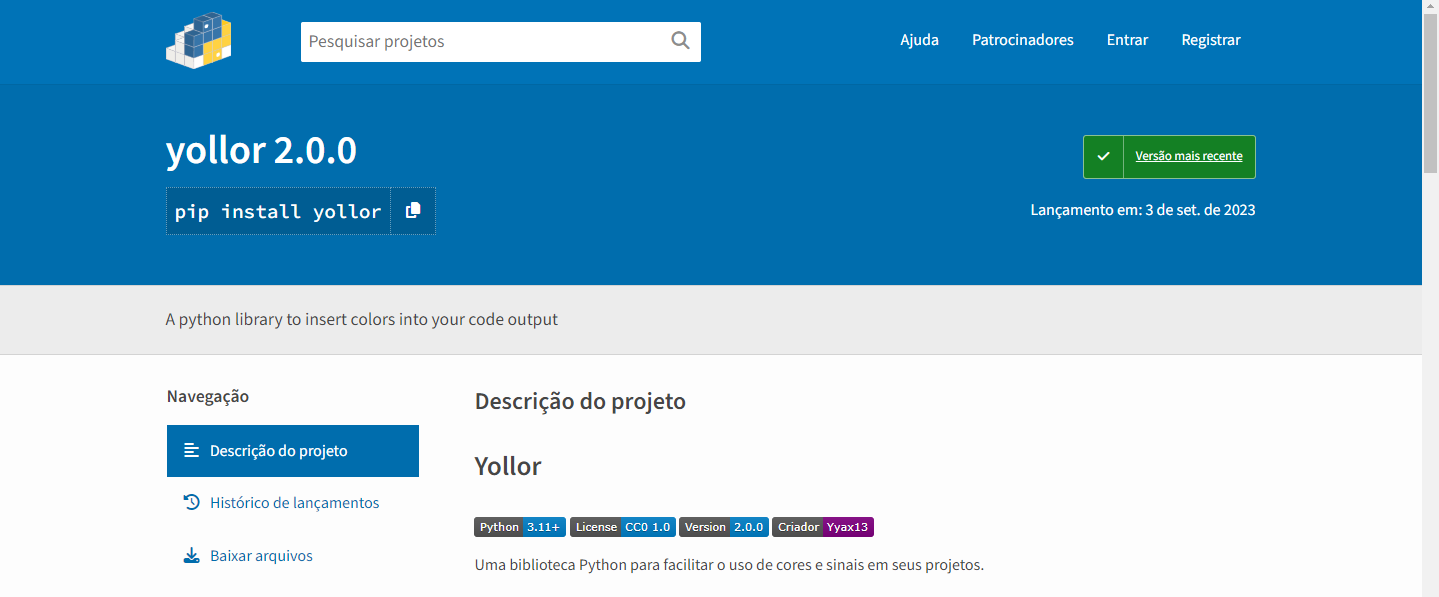 Pesquisar projetos
Ajuda Patrocinadores Entrar Registrar
yollor 2.0.0
pip install yollor
Versão mais recente
Lançamento em: 3 de set. de 2023
A python library to insert colors into your code output
Navegação
Descrição do projeto
Histórico de lançamentos
Baixar arquivos
Descrição do projeto
Yollor
Python 3.11+ License CC0 1.0 Version 2.0.0 Criador Yyax13
Uma biblioteca Python para facilitar o uso de cores e sinais em seus projetos.